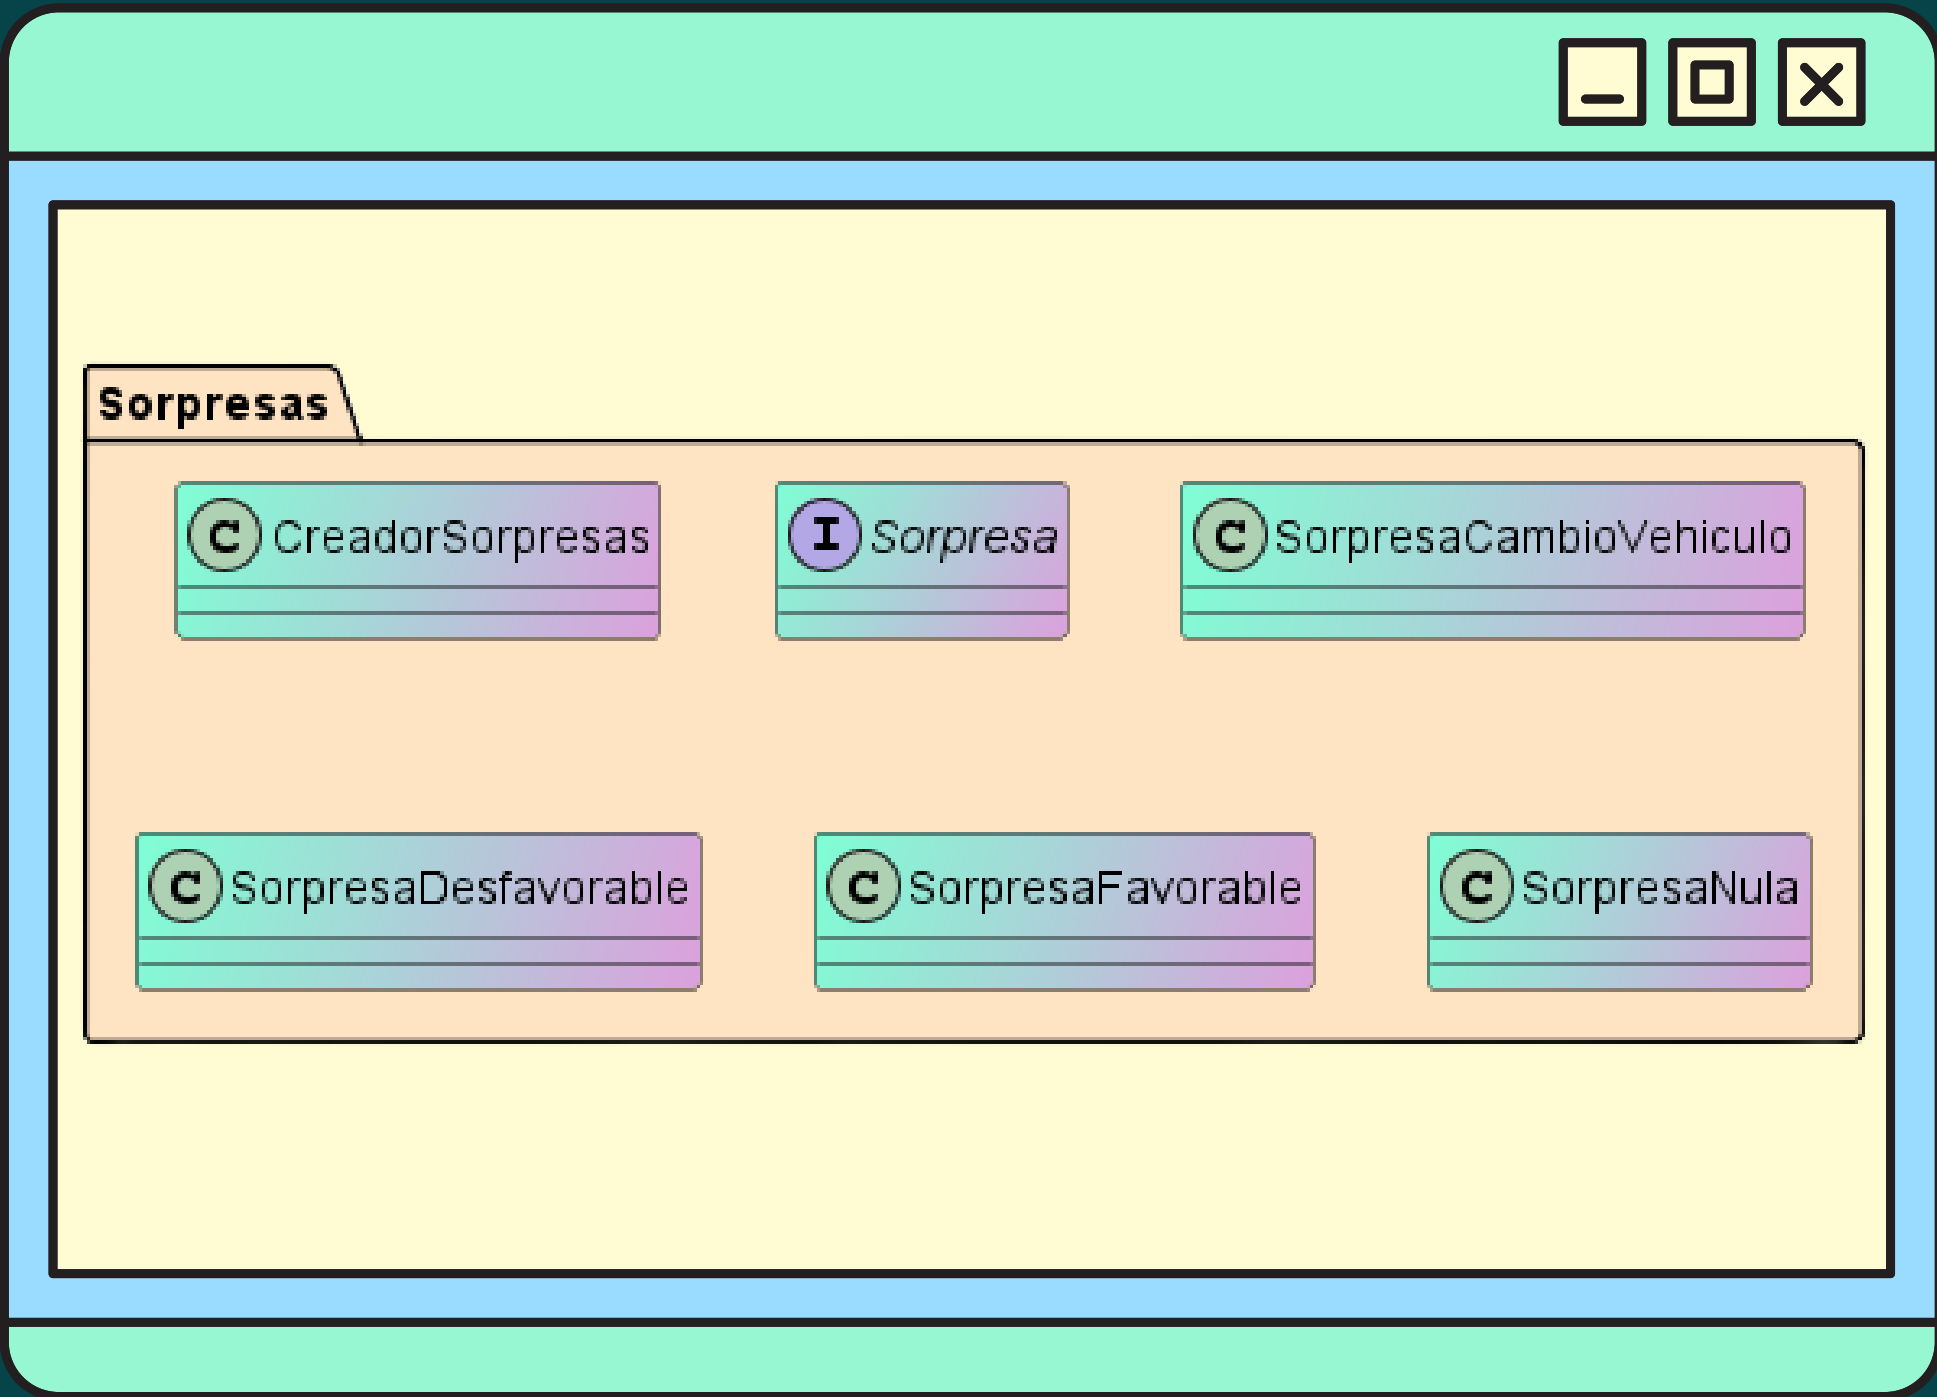 Sorpresas
C CreadorSorpresas
I Sorpresa
C SorpresaCambioVehiculo
C SorpresaDesfavorable
C SorpresaFavorable
C SorpresaNula